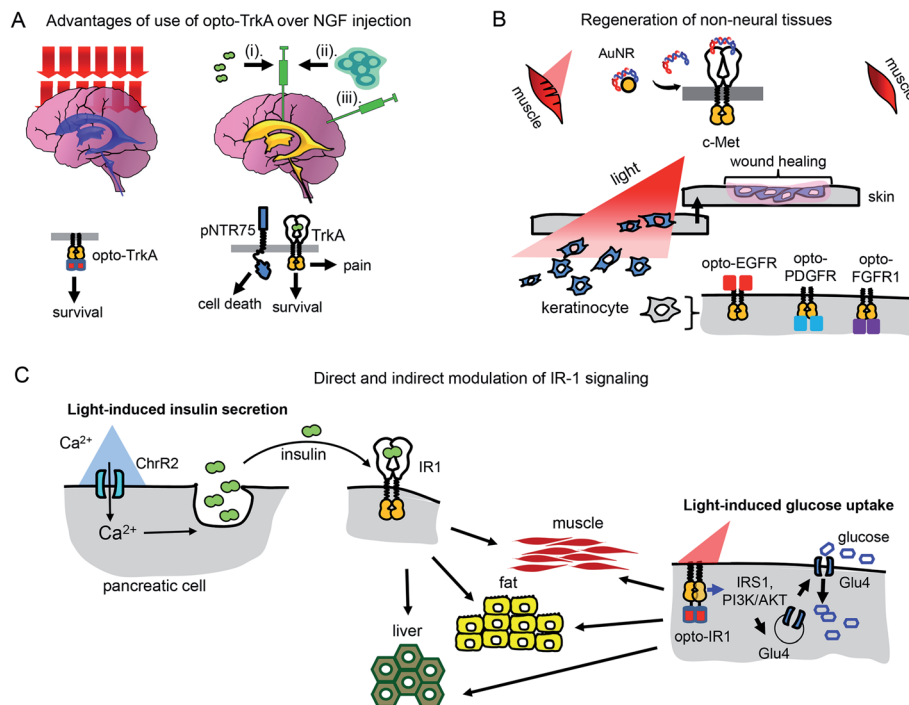 A
Advantages of use of opto-TrkA over NGF injection
(i).
(ii).
(iii).
opto-TrkA
survival
pNTR75
TrkA
pain
cell death
survival
B
Regeneration of non-neural tissues
muscle
AuNR
c-Met
muscle
light
wound healing
skin
keratinocyte
opto-EGFR
opto-
PDGFR
opto-
FGFR1
C
Direct and indirect modulation of IR-1 signaling
Light-induced insulin secretion
Ca2+
ChrR2
Ca2+
pancreatic cell
insulin
IR1
muscle
fat
liver
Light-induced glucose uptake
glucose
Glu4
IRS1,
PI3K/AKT
opto-IR1
Glu4